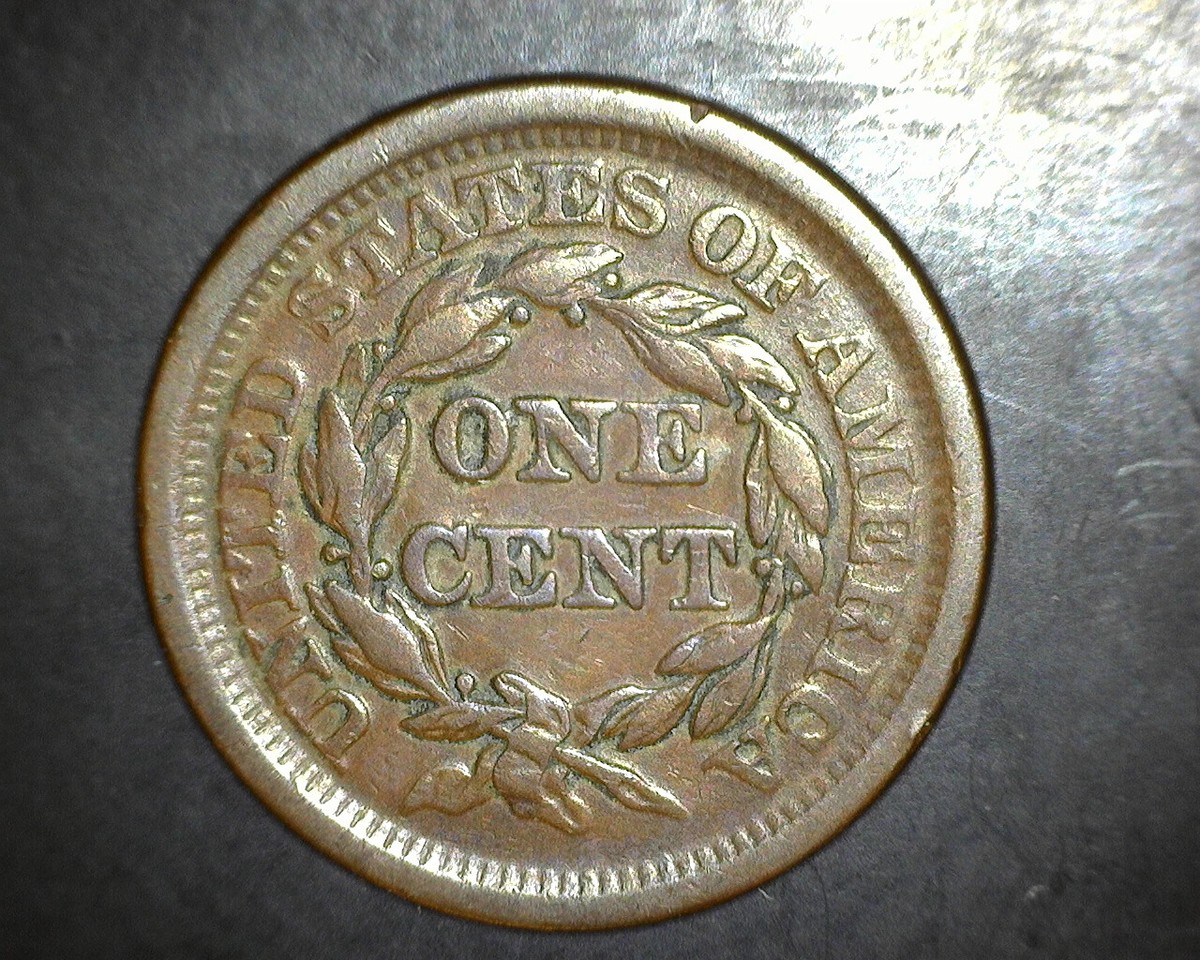 UNITED STATES OF AMERICA
ONE
CENT